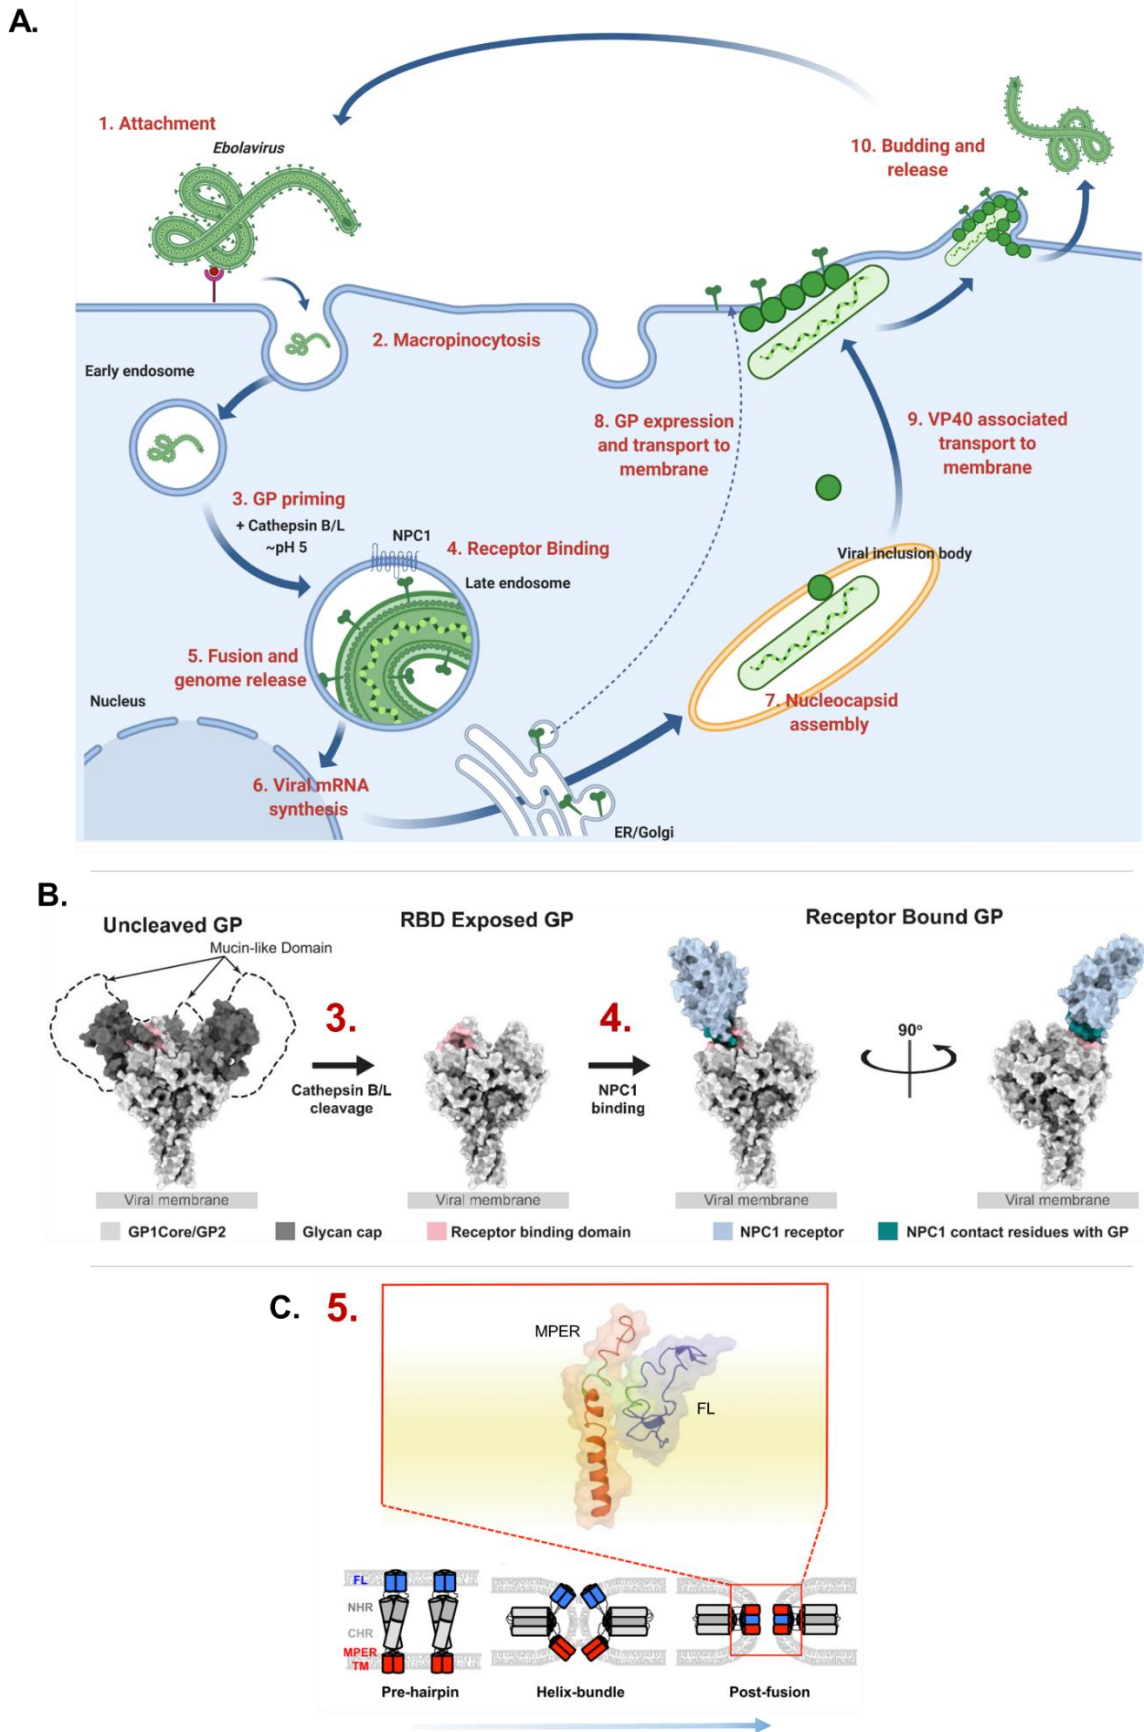 A.
1. Attachment
Ebolavirus
10. Budding and
release
2. Macropinocytosis
Early endosome
8. GP expression
and transport to
membrane
9. VP40 associated
transport to
membrane
3. GP priming
+ Cathepsin B/L
~pH 5
NPC1
4. Receptor Binding
Late endosome
Viral inclusion body
5. Fusion and
genome release
Nucleus
7. Nucleocapsid
assembly
6. Viral mRNA
synthesis
ER/Golgi
B.
Uncleaved GP
RBD Exposed GP
Receptor Bound GP
Mucin-like Domain
3.
4.
90°
Cathepsin B/L
cleavage
NPC1
binding
Viral membrane
Viral membrane
Viral membrane
Viral membrane
GP1Core/GP2
Glycan cap
Receptor binding domain
NPC1 receptor
NPC1 contact residues with GP
C.
5.
MPER
FL
FL
NHR
CHR
MPER
TM
Pre-hairpin
Helix-bundle
Post-fusion